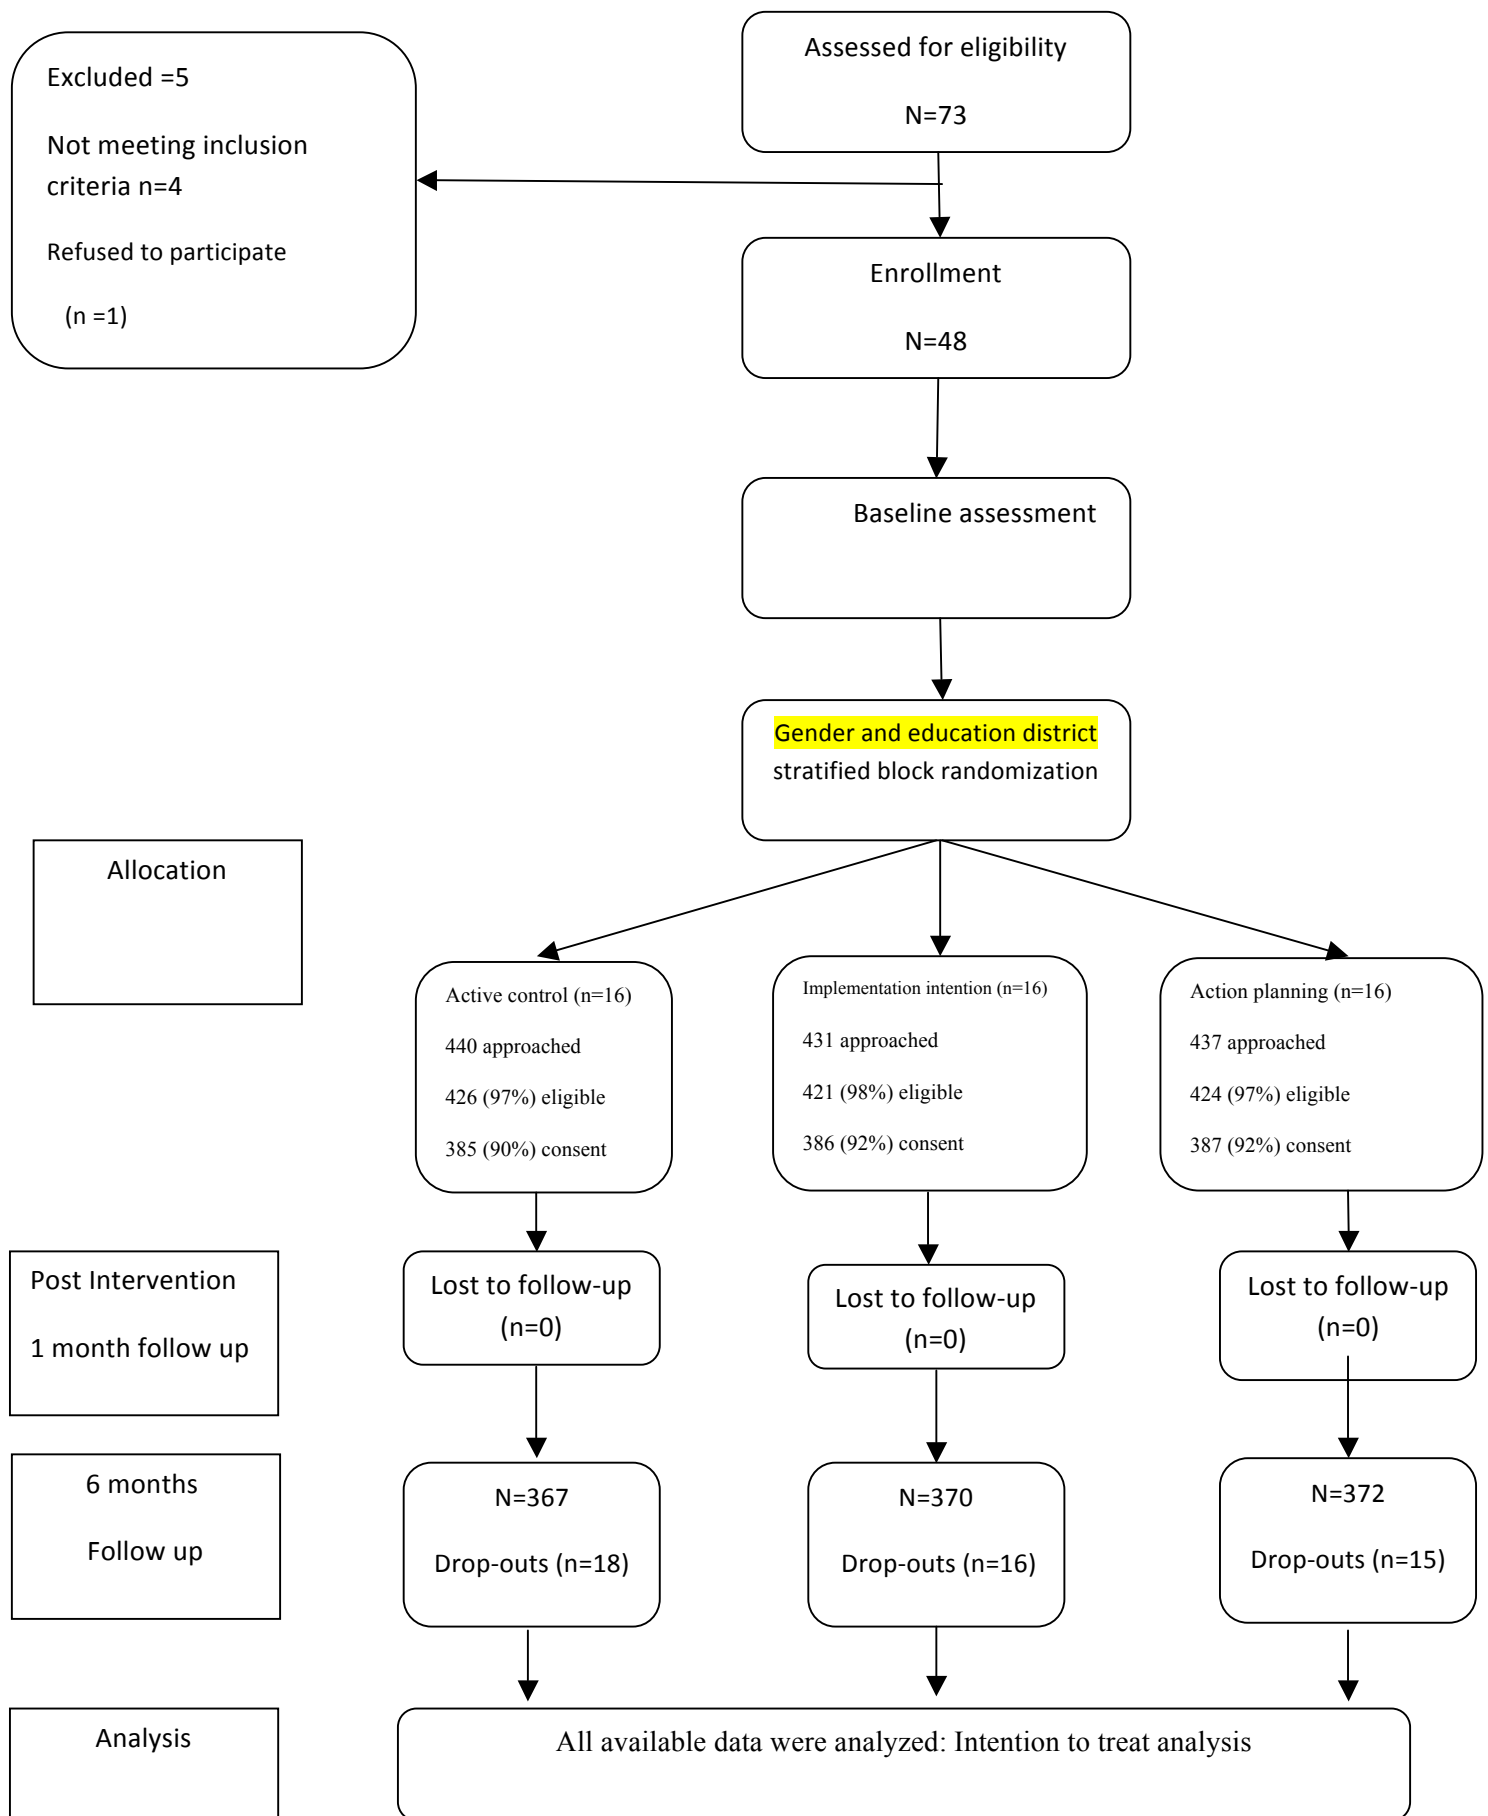 Assessed for eligibility
N=73
Excluded =5
Not meeting inclusion
criteria n=4
Refused to participate
(n =1)
Enrollment
N=48
Baseline assessment
Gender and education district
stratified block randomization
Allocation
Active control (n=16)
440 approached
426 (97%) eligible
385 (90%) consent
Implementation intention (n=16)
431 approached
421 (98%) eligible
386 (92%) consent
Action planning (n=16)
437 approached
424 (97%) eligible
387 (92%) consent
Post Intervention
1 month follow up
Lost to follow-up
(n=0)
Lost to follow-up
(n=0)
Lost to follow-up
(n=0)
6 months
Follow up
N=367
Drop-outs (n=18)
N=370
Drop-outs (n=16)
N=372
Drop-outs (n=15)
Analysis
All available data were analyzed: Intention to treat analysis